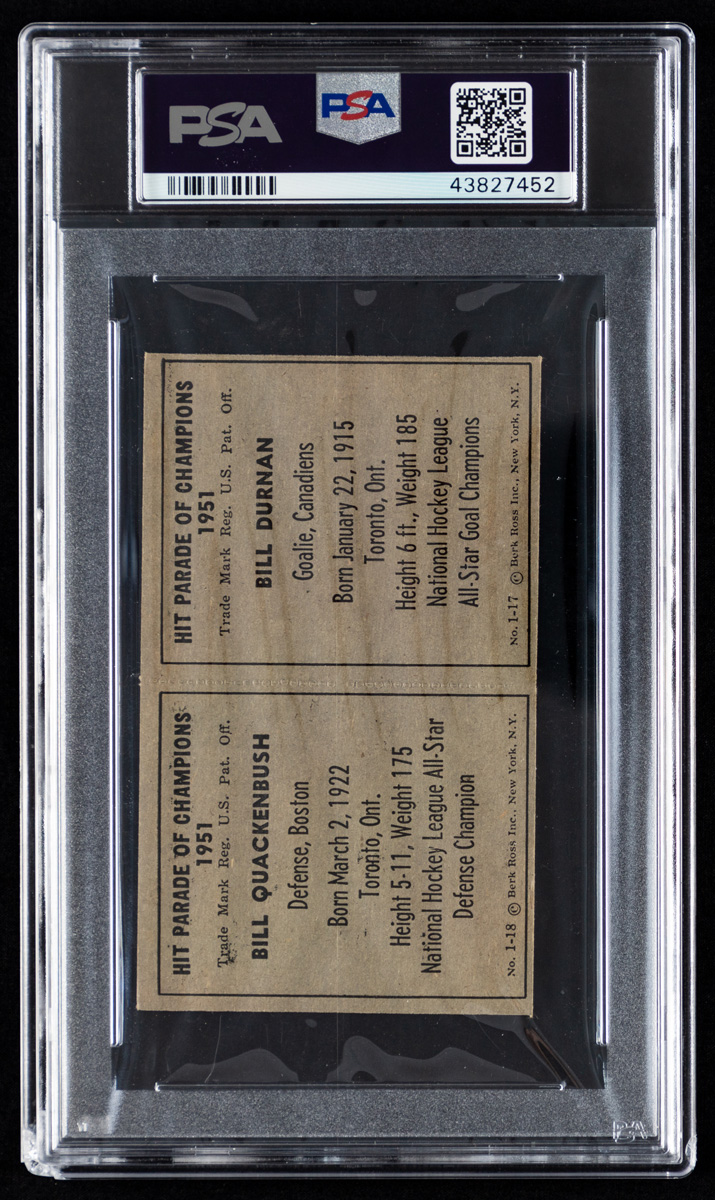 PSA
PSA
43827452
HIT PARADE OF CHAMPIONS
1951
Trade Mark Reg. U.S. Pat. Off.
BILL QUACKENBUSH
Defense, Boston
Born March 2, 1922
Toronto, Ont.
Height 5-11, Weight 175
National Hockey League All-Star
Defense Champion
No. 1-18 © Berk Ross Inc., New York, N.Y.
HIT PARADE OF CHAMPIONS
1951
Trade Mark Reg. U.S. Pat. Off.
BILL DURNAN
Goalie, Canadiens
Born January 22, 1915
Toronto, Ont.
Height 6 ft., Weight 185
National Hockey League
All-Star Goal Champions
No. 1-17 © Berk Ross Inc., New York, N.Y.
PSA